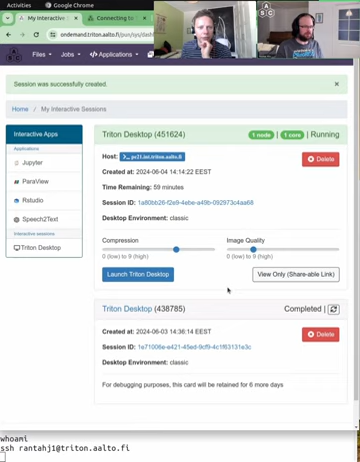 Activities
Google Chrome
My Interactive
Connecting to
ondemand.triton.aalto.fi/pun/sys/dash
Files
Jobs
Applications
Session was successfully created.
×
Home / My Interactive Sessions
Interactive Apps
Applications
Jupyter
ParaView
Rstudio
Speech2Text
Interactive sessions
Triton Desktop
Triton Desktop (451624)
1 node | 1 core | Running
Host:
Delete
Created at: 2024-06-04 14:14:22 EEST
Time Remaining: 59 minutes
Session ID:
Desktop Environment: classic
Compression
0 (low) to 9 (high)
Image Quality
0 (low) to 9 (high)
Launch Triton Desktop
View Only (Share-able Link)
Triton Desktop (438785)
Completed |
Created at: 2024-06-03 14:36:14 EEST
Delete
Session ID:
Desktop Environment: classic
For debugging purposes, this card will be retained for 6 more days
whoami
ssh rantahj1@triton.aalto.fi